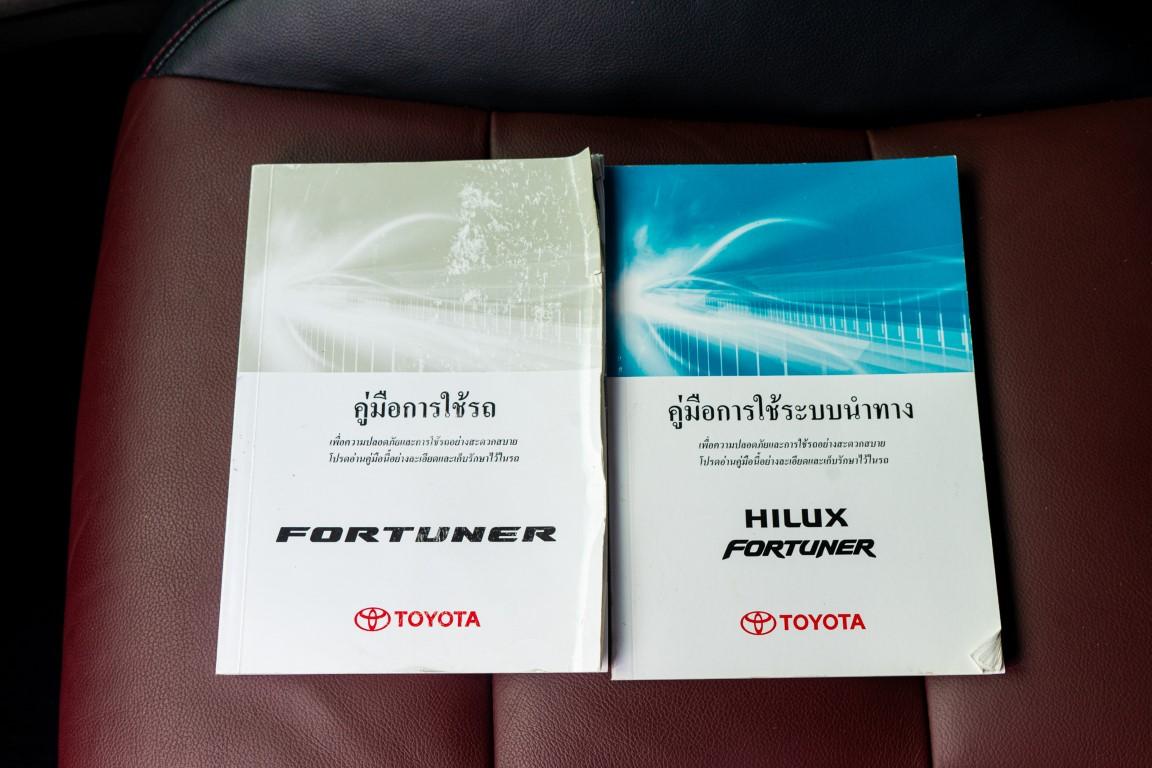 คู่มือการใช้รถ
เพื่อความปลอดภัยและการใช้รถอย่างสะดวกสบาย
โปรดอ่านคู่มือนี้อย่างละเอียดและเก็บรักษาไว้ในรถ
FORTUNER
TOYOTA
คู่มือการใช้ระบบนำทาง
เพื่อความปลอดภัยและการใช้รถอย่างสะดวกสบาย
โปรดอ่านคู่มือนี้อย่างละเอียดและเก็บรักษาไว้ในรถ
HILUX
FORTUNER
TOYOTA